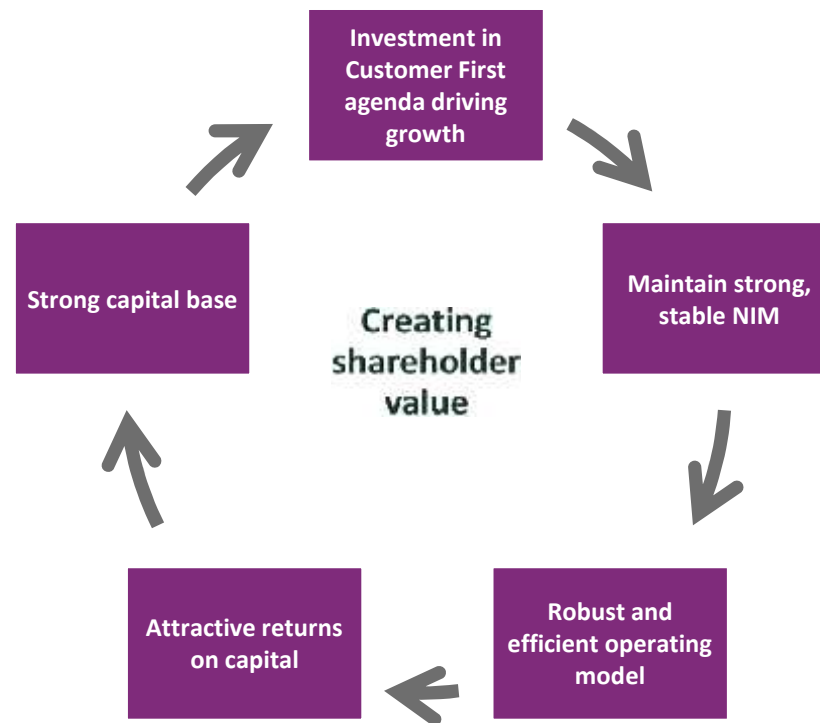 Investment in
Customer First
agenda driving
growth
Maintain strong,
stable NIM
Robust and
efficient operating
model
Attractive returns
on capital
Strong capital base
Creating
shareholder
value